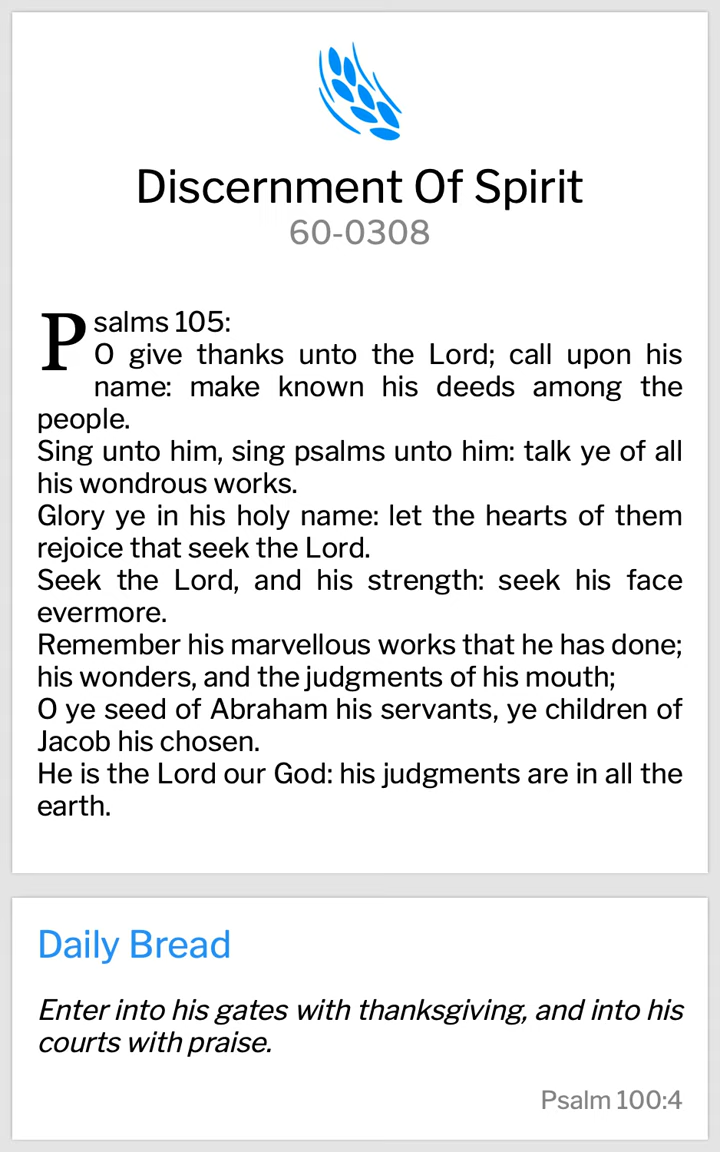 Discernment Of Spirit
60-0308
Psalms 105:
O give thanks unto the Lord; call upon his
name: make known his deeds among the
people.
Sing unto him, sing psalms unto him: talk ye of all
his wondrous works.
Glory ye in his holy name: let the hearts of them
rejoice that seek the Lord.
Seek the Lord, and his strength: seek his face
evermore.
Remember his marvellous works that he has done;
his wonders, and the judgments of his mouth;
O ye seed of Abraham his servants, ye children of
Jacob his chosen.
He is the Lord our God: his judgments are in all the
earth.
Daily Bread
Enter into his gates with thanksgiving, and into his
courts with praise.
Psalm 100:4